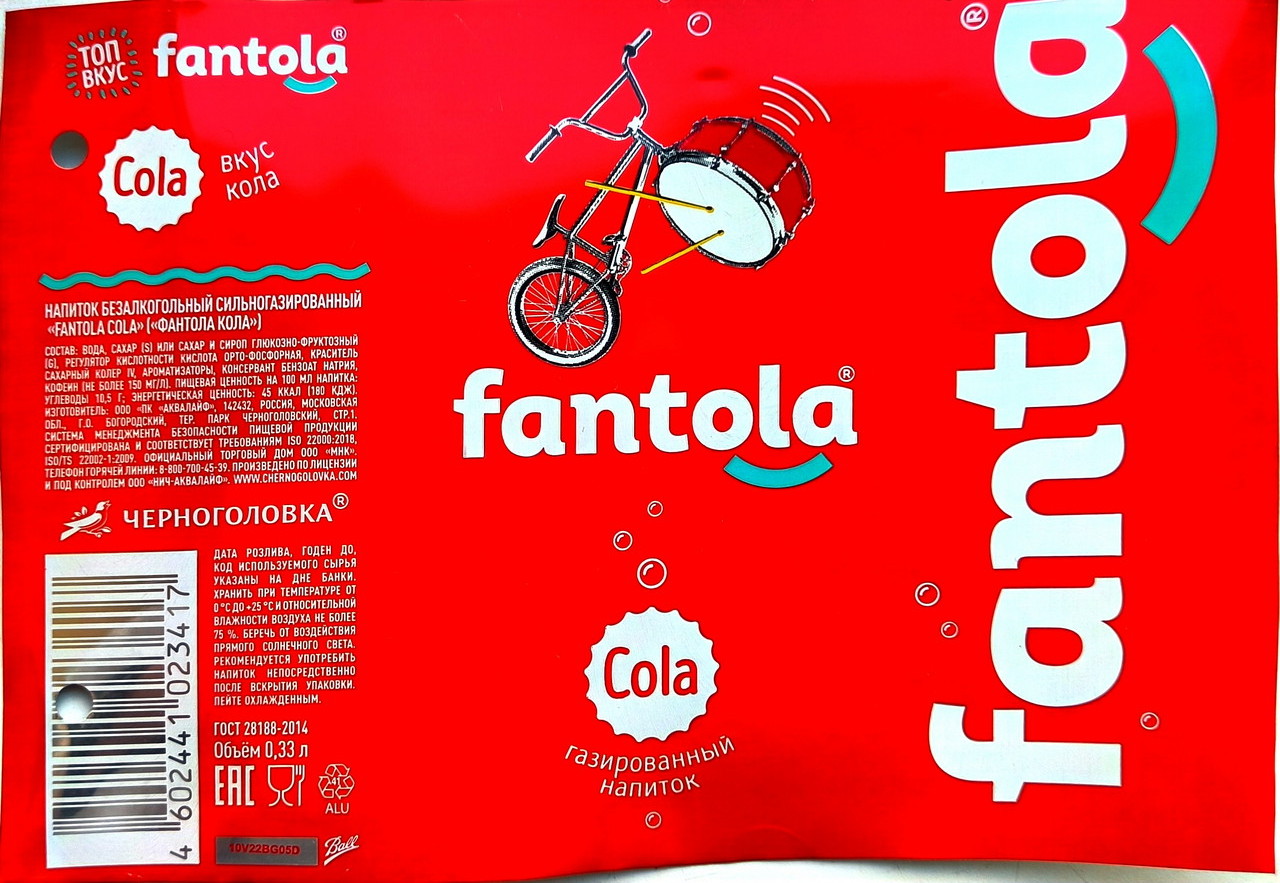 ТОП
ВКУС
fantola®
Cola
вкус
кола
НАПИТОК БЕЗАЛКОГОЛЬНЫЙ СИЛЬНОГАЗИРОВАННЫЙ
«FANTOLA COLA» («ФАНТОЛА КОЛА»)
СОСТАВ: ВОДА, САХАР (S) ИЛИ САХАР И СИРОП ГЛЮКОЗНО-ФРУКТОЗНЫЙ
(G), РЕГУЛЯТОР КИСЛОТНОСТИ КИСЛОТА ОРТО-ФОСФОРНАЯ, КРАСИТЕЛЬ
САХАРНЫЙ КОЛЕР IV, АРОМАТИЗАТОРЫ, КОНСЕРВАНТ БЕНЗОАТ НАТРИЯ,
КОФЕИН (НЕ БОЛЕЕ 150 МГ/Л). ПИЩЕВАЯ ЦЕННОСТЬ НА 100 МЛ НАПИТКА:
УГЛЕВОДЫ 10,5 Г; ЭНЕРГЕТИЧЕСКАЯ ЦЕННОСТЬ: 45 ККАЛ (180 КДЖ).
ИЗГОТОВИТЕЛЬ: ООО «ПК «АКВАЛАЙФ», 142432, РОССИЯ, МОСКОВСКАЯ
ОБЛ., Г.О. БОГОРОДСКИЙ, ТЕР. ПАРК ЧЕРНОГОЛОВСКИЙ, СТР.1.
СИСТЕМА МЕНЕДЖМЕНТА БЕЗОПАСНОСТИ ПИЩЕВОЙ ПРОДУКЦИИ
СЕРТИФИЦИРОВАНА И СООТВЕТСТВУЕТ ТРЕБОВАНИЯМ ISO 22000:2018,
ISO/TS 22002-1:2009. ОФИЦИАЛЬНЫЙ ТОРГОВЫЙ ДОМ ООО «МНК».
ТЕЛЕФОН ГОРЯЧЕЙ ЛИНИИ: 8-800-700-45-39. ПРОИЗВЕДЕНО ПО ЛИЦЕНЗИИ
И ПОД КОНТРОЛЕМ ООО «НИЧ-АКВАЛАЙФ». WWW.CHERNOGOLOVKA.COM
ЧЕРНОГОЛОВКА®
ДАТА РОЗЛИВА, ГОДЕН ДО,
КОД ИСПОЛЬЗУЕМОГО СЫРЬЯ
УКАЗАНЫ НА ДНЕ БАНКИ.
ХРАНИТЬ ПРИ ТЕМПЕРАТУРЕ ОТ
0 °С ДО +25 °С И ОТНОСИТЕЛЬНОЙ
ВЛАЖНОСТИ ВОЗДУХА НЕ БОЛЕЕ
75 %. БЕРЕЧЬ ОТ ВОЗДЕЙСТВИЯ
ПРЯМОГО СОЛНЕЧНОГО СВЕТА.
РЕКОМЕНДУЕТСЯ УПОТРЕБИТЬ
НАПИТОК НЕПОСРЕДСТВЕННО
ПОСЛЕ ВСКРЫТИЯ УПАКОВКИ.
ПЕЙТЕ ОХЛАЖДЕННЫМ.
ГОСТ 28188-2014
Объём 0,33 л
EAC
41
ALU
10V22BG05D
Ball
4 602441 023417
fantola®
Cola
газированный
напиток
fantola®